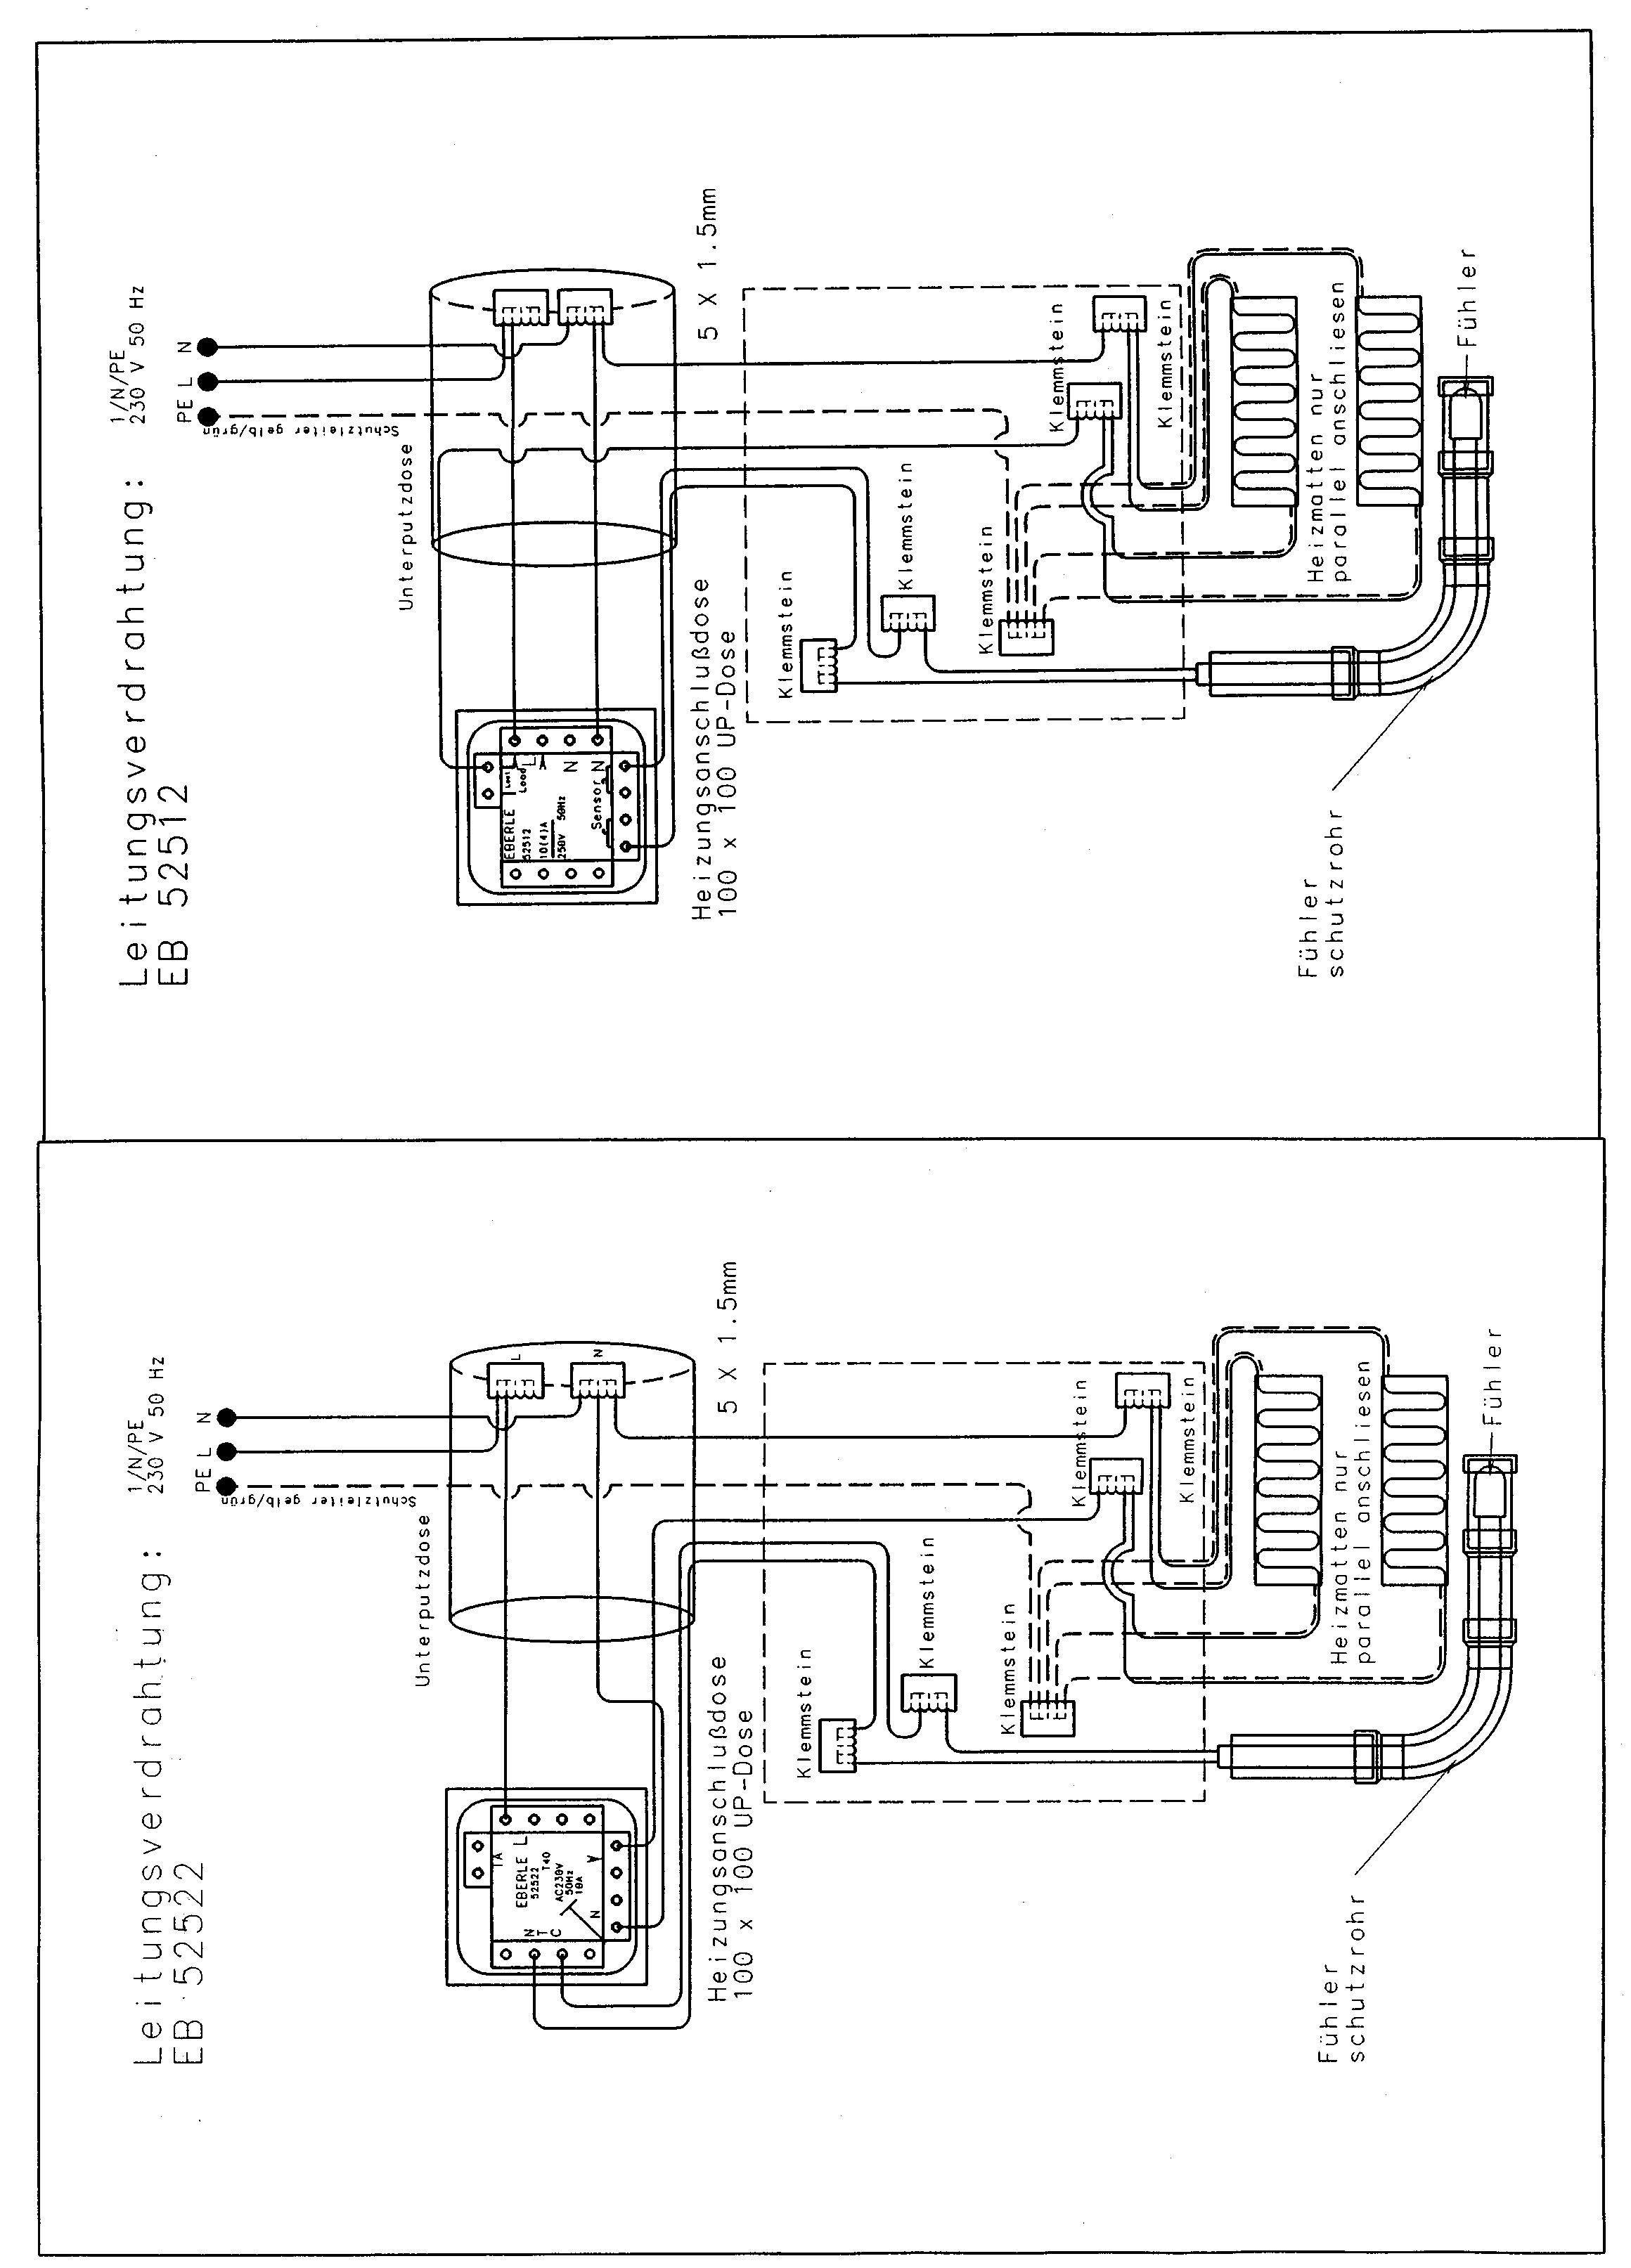 Leitungsverdrahtung:
EB 52512
1/N/PE
230 V 50 Hz
PE L N
Schutzleiter gelb/grün
Unterputzdose
EBERLE
52512
10(4)A
250V 50Hz
Load
L
N
N
Sensor
Heizungsanschlußdose
100 x 100 UP-Dose
5 X 1.5mm
Klemmstein
Klemmstein
Klemmstein
Klemmstein
Klemmstein
Heizmatten nur
parallel anschliesen
Fühler
Fühler
schutzrohr
Leitungsverdrahtung:
EB 52522
1/N/PE
230 V 50 Hz
PE L N
Schutzleiter gelb/grün
Unterputzdose
L
N
TA
L
EBERLE
52522
T40
AC230V
50Hz
10A
N
T
C
N
Heizungsanschlußdose
100 x 100 UP-Dose
5 X 1.5mm
Klemmstein
Klemmstein
Klemmstein
Klemmstein
Klemmstein
Heizmatten nur
parallel anschliesen
Fühler
Fühler
schutzrohr